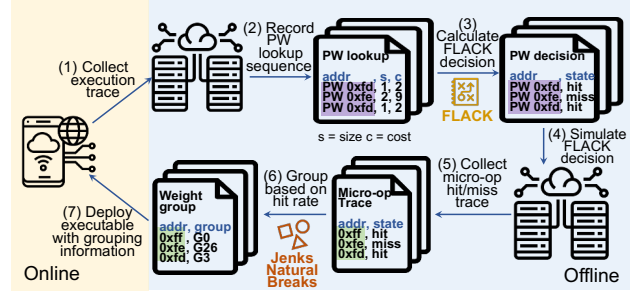 (1) Collect
execution
trace
(2) Record
PW
lookup
sequence
PW lookup
addr , s, c
PW 0xfd, 1, 2
PW 0xfe, 2, 9
PW 0xfd, 1, 2
s = size c = cost
(3)
Calculate
FLACK
decision
FLACK
PW decision
addr , state
PW 0xfd, hit
PW 0xfe, miss
PW 0xfd, hit
(4) Simulate
FLACK
decision
(5) Collect
micro-op
hit/miss
trace
Micro-op
Trace
addr, state
0xff, hit
0xfe, miss
0xfd, hit
(6) Group
based on
hit rate
Jenks
Natural
Breaks
Weight
group
addr, group
0xff, G0
0xfe, G26
0xfd, G3
(7) Deploy
executable
with grouping
information
Online
Offline